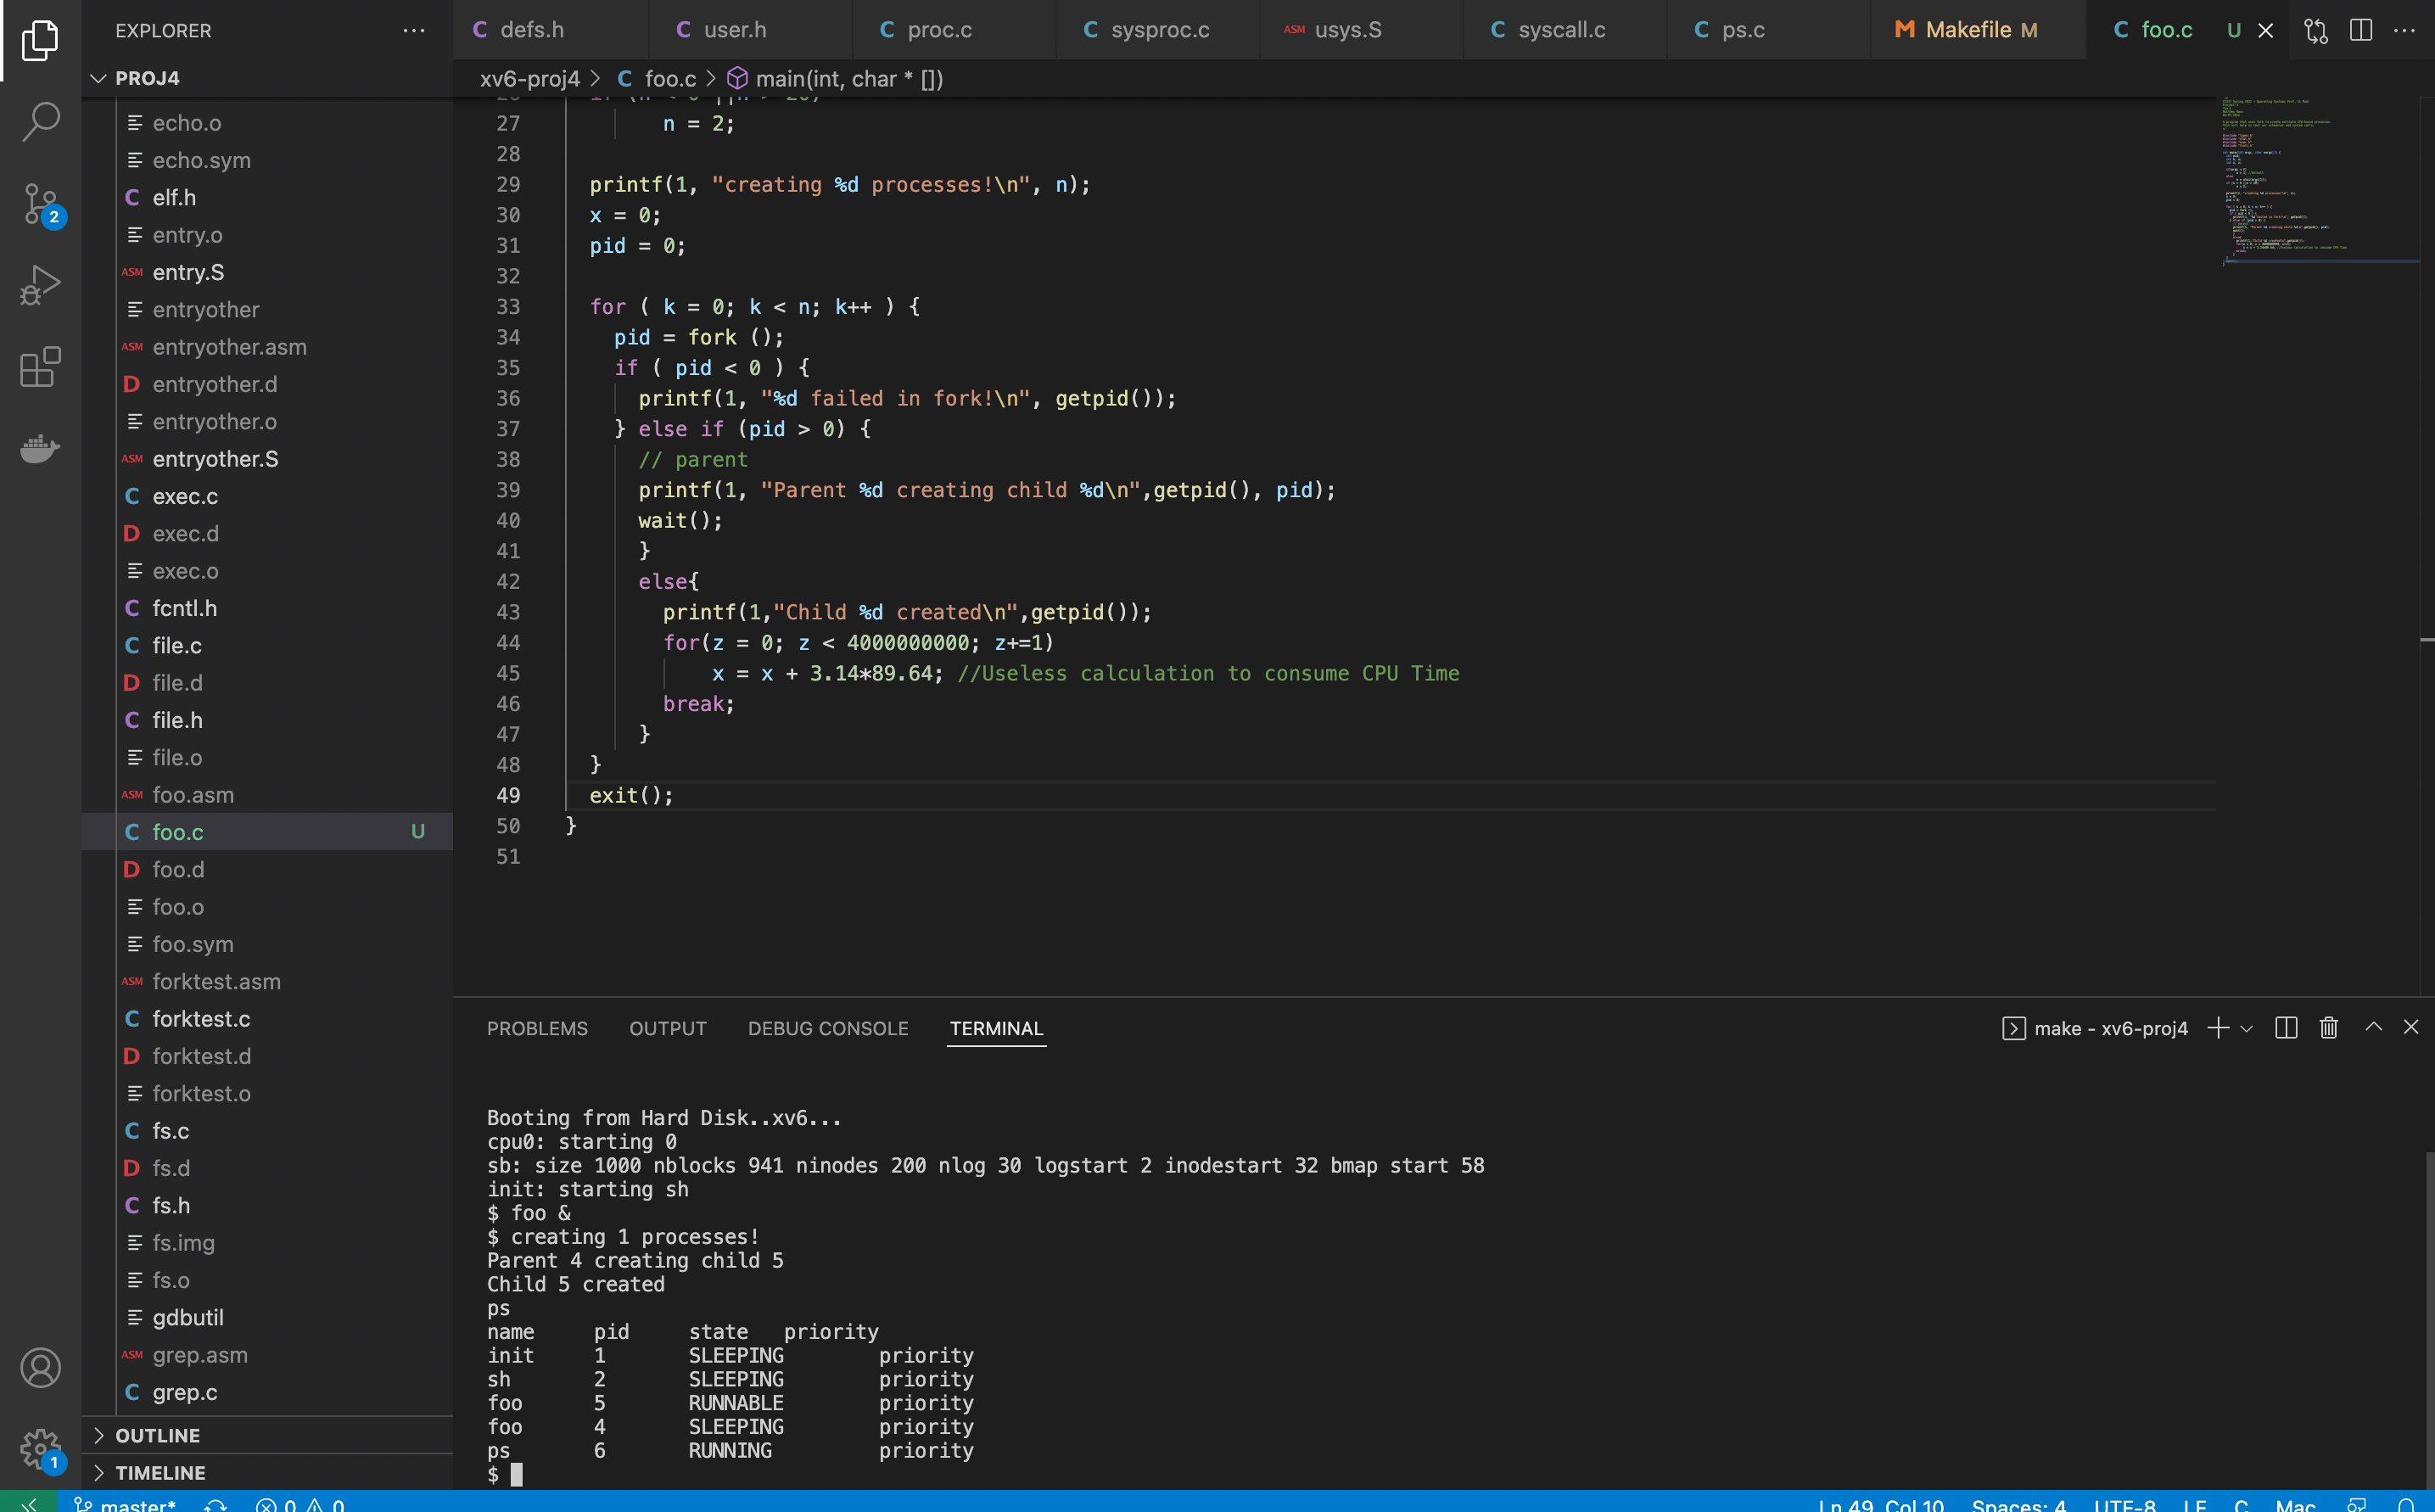 EXPLORER
PROJ4
echo.o
echo.sym
C elf.h
entry.o
ASM entry.S
entryother
ASM entryother.asm
D entryother.d
entryother.o
ASM entryother.S
C exec.c
D exec.d
exec.o
C fcntl.h
C file.c
D file.d
C file.h
file.o
ASM foo.asm
C foo.c U
D foo.d
foo.o
foo.sym
ASM forktest.asm
C forktest.c
D forktest.d
forktest.o
C fs.c
D fs.d
C fs.h
fs.img
fs.o
gdbutil
ASM grep.asm
C grep.c
OUTLINE
TIMELINE
2
1
C defs.h C user.h C proc.c C sysproc.c ASM usys.S C syscall.c C ps.c M Makefile M C foo.c U
xv6-proj4 > C foo.c > main(int, char * [])
27 n = 2;
28
29 printf(1, "creating %d processes!\n", n);
30 x = 0;
31 pid = 0;
32
33 for ( k = 0; k < n; k++ ) {
34 pid = fork ();
35 if ( pid < 0 ) {
36 printf(1, "%d failed in fork!\n", getpid());
37 } else if (pid > 0) {
38 // parent
39 printf(1, "Parent %d creating child %d\n",getpid(), pid);
40 wait();
41 }
42 else{
43 printf(1,"Child %d created\n",getpid());
44 for(z = 0; z < 4000000000; z+=1)
45 x = x + 3.14*89.64; //Useless calculation to consume CPU Time
46 break;
47 }
48 }
49 exit();
50 }
51
PROBLEMS OUTPUT DEBUG CONSOLE TERMINAL make - xv6-proj4
Booting from Hard Disk..xv6...
cpu0: starting 0
sb: size 1000 nblocks 941 ninodes 200 nlog 30 logstart 2 inodestart 32 bmap start 58
init: starting sh
$ foo &
$ creating 1 processes!
Parent 4 creating child 5
Child 5 created
ps
name pid state priority
init 1 SLEEPING priority
sh 2 SLEEPING priority
foo 5 RUNNABLE priority
foo 4 SLEEPING priority
ps 6 RUNNING priority
$
master* 0 0 Ln 49, Col 10 Spaces: 4 UTF-8 LF C Mac